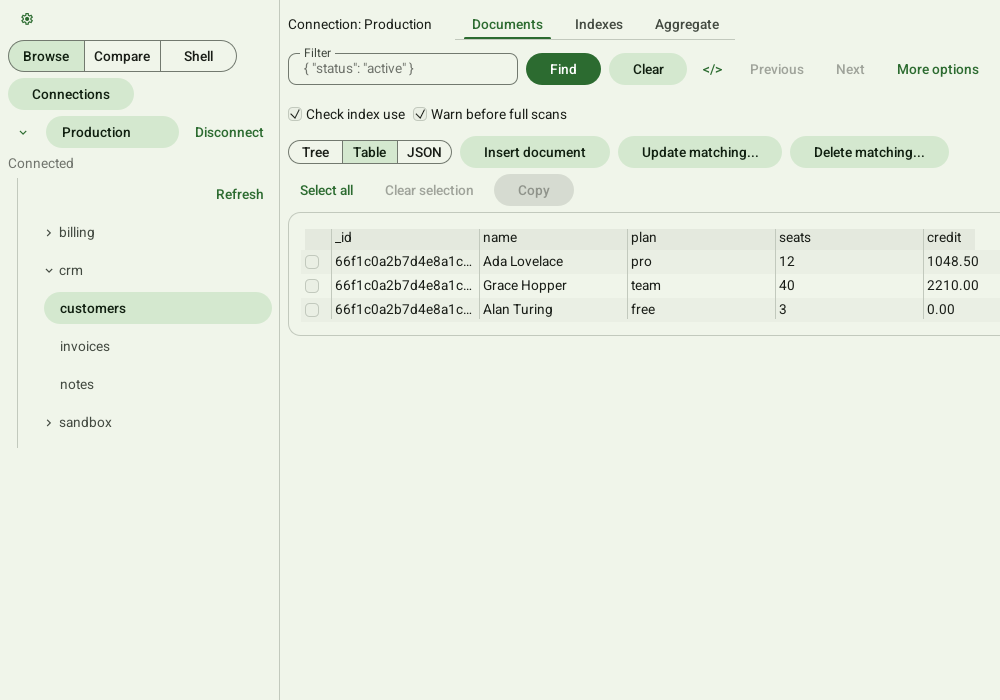 Browse Compare Shell
Connections
Production Disconnect
Connected
Refresh
billing
crm
customers
invoices
notes
sandbox
Connection: Production Documents Indexes Aggregate
Filter
{ "status": "active" } Find Clear </> Previous Next More options
Check index use Warn before full scans
Tree Table JSON Insert document Update matching... Delete matching...
Select all Clear selection Copy
_id name plan seats credit
66f1c0a2b7d4e8a1c... Ada Lovelace pro 12 1048.50
66f1c0a2b7d4e8a1c... Grace Hopper team 40 2210.00
66f1c0a2b7d4e8a1c... Alan Turing free 3 0.00